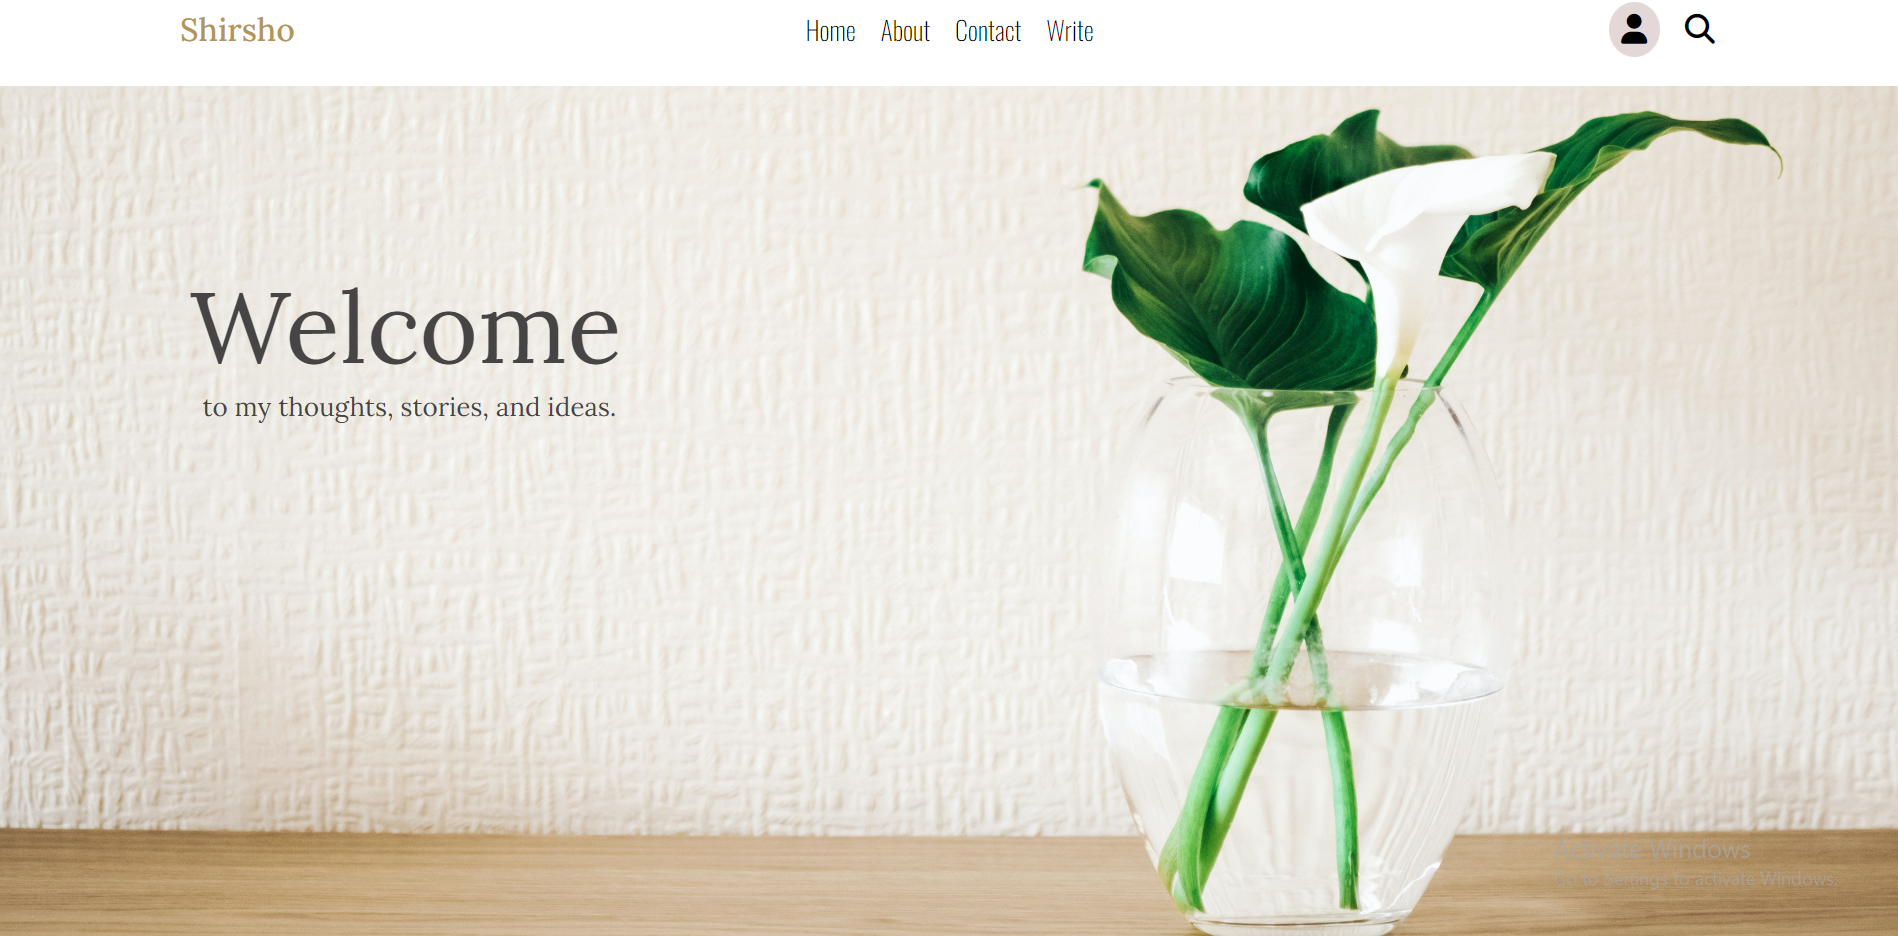 Shirsho
Home About Contact Write
Welcome
to my thoughts, stories, and ideas.
Activate Windows
Go to Settings to activate Windows.